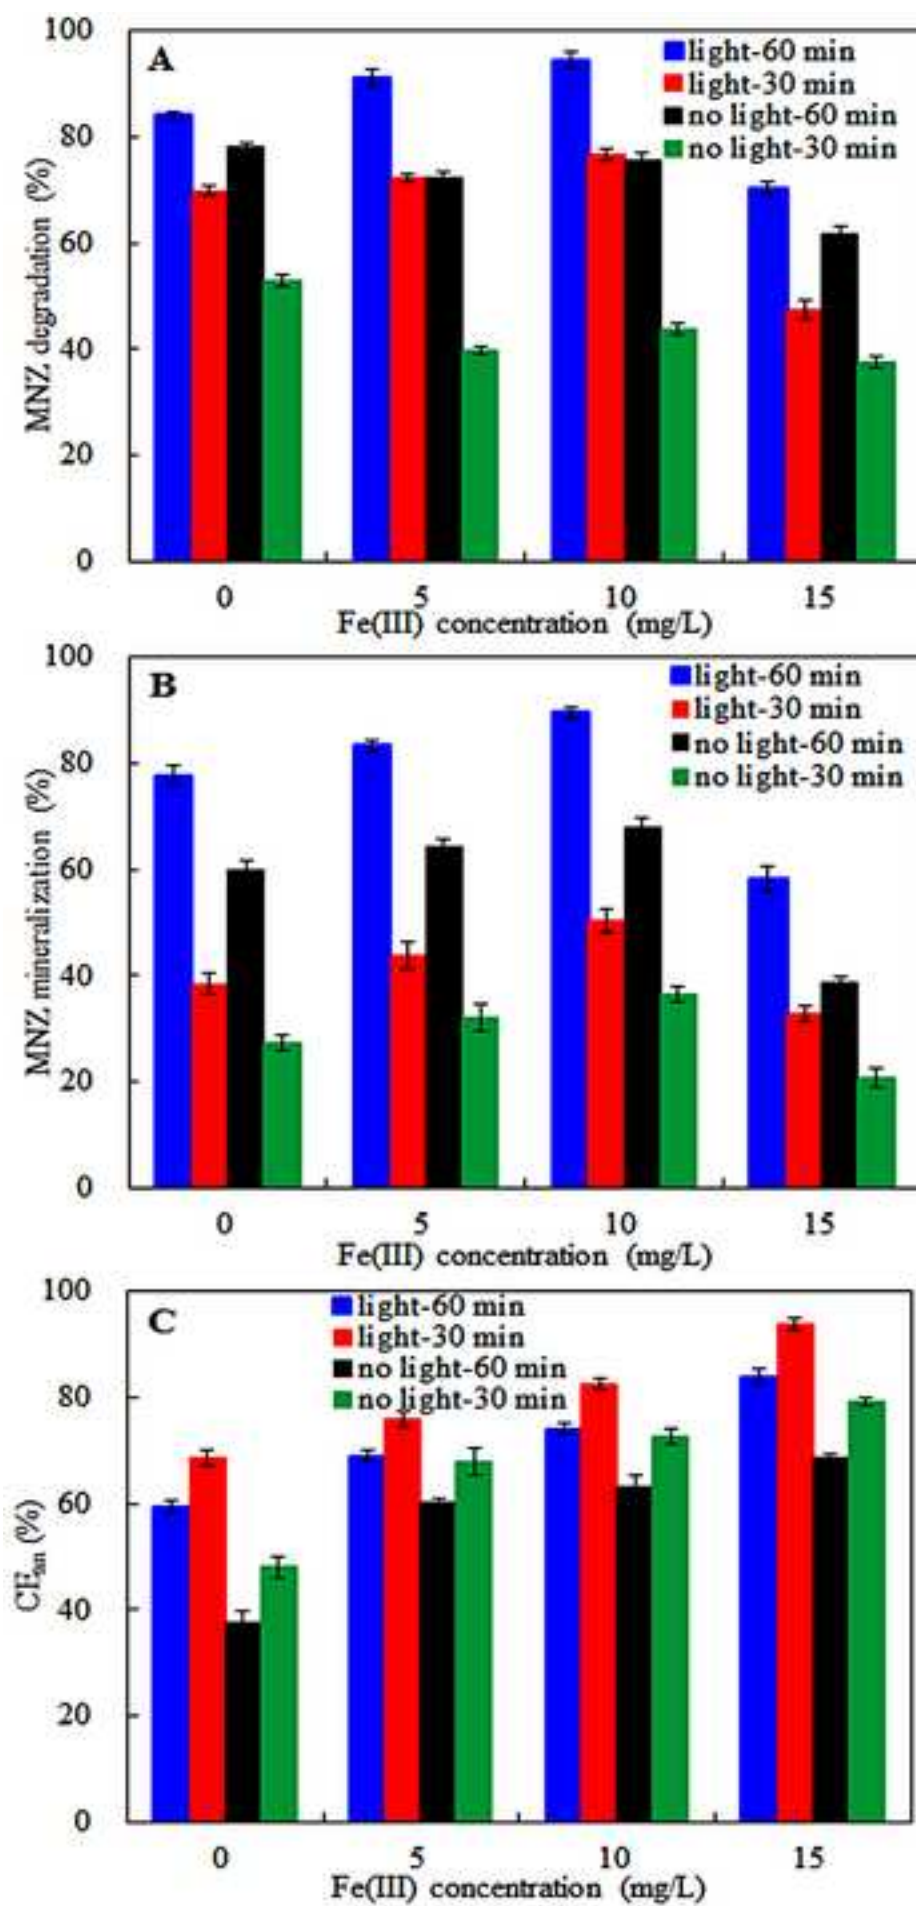 A
light-60 min
light-30 min
no light-60 min
no light-30 min
MNZ degradation (%)
100
80
60
40
20
0
0 5 10 15
Fe(III) concentration (mg/L)
B
light-60 min
light-30 min
no light-60 min
no light-30 min
MNZ mineralization (%)
100
80
60
40
20
0
0 5 10 15
Fe(III) concentration (mg/L)
C
light-60 min
light-30 min
no light-60 min
no light-30 min
CEan (%)
100
80
60
40
20
0
0 5 10 15
Fe(III) concentration (mg/L)